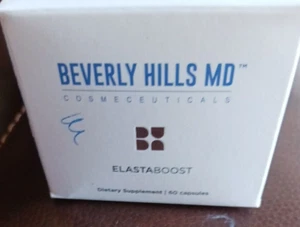 BEVERLY HILLS MD™
COSMECEUTICALS
ELASTABOOST
Dietary Supplement / 60 capsules